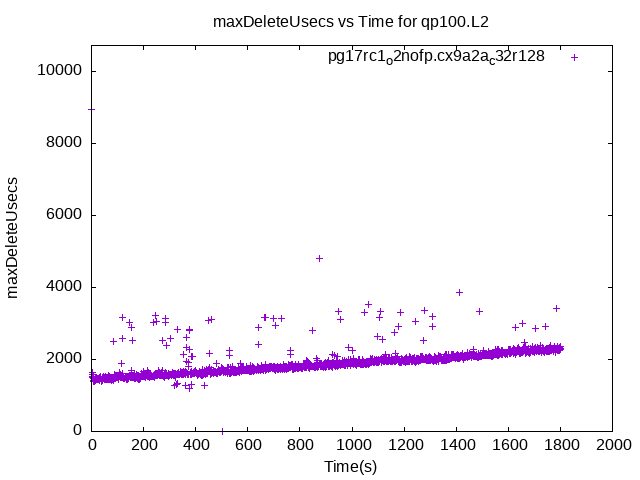 maxDeleteUsecs vs Time for qp100.L2
pg17rc1_o2nofp.cx9a2a_c32r128
maxDeleteUsecs
10000
8000
6000
4000
2000
0
0 200 400 600 800 1000 1200 1400 1600 1800 2000
Time(s)